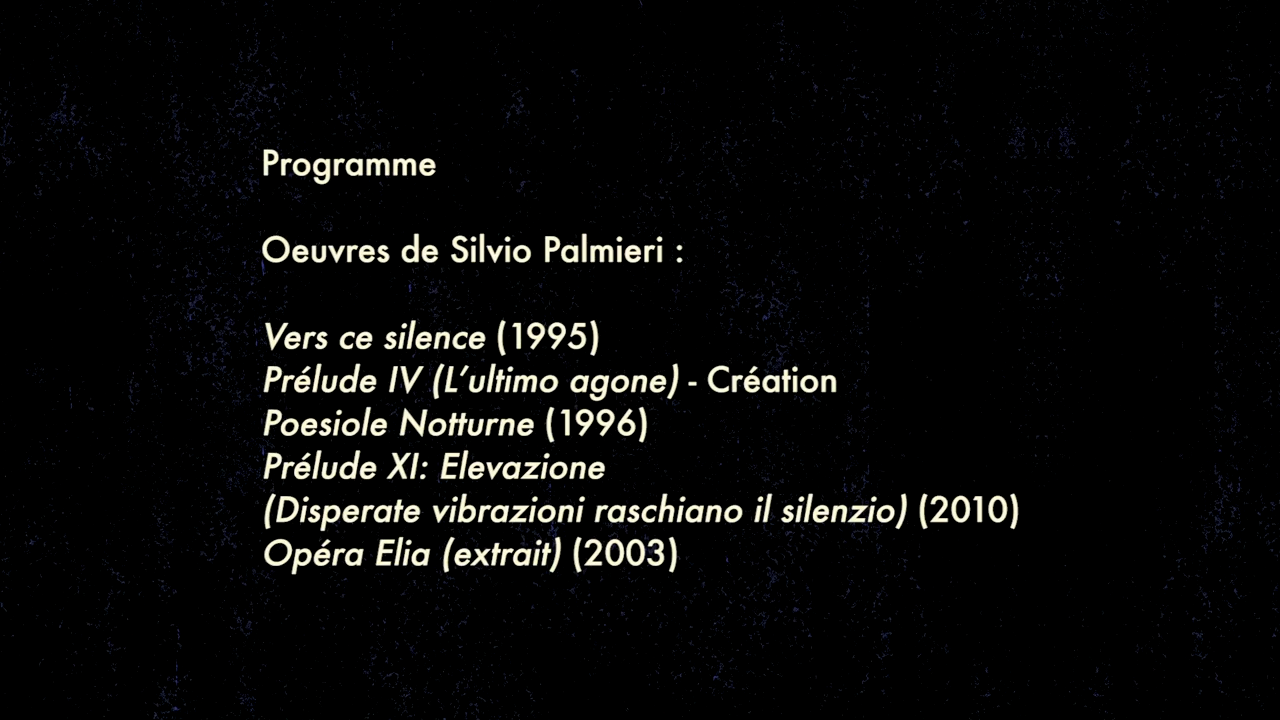 Programme
Oeuvres de Silvio Palmieri :
Vers ce silence (1995)
Prélude IV (L’ultimo agone) - Création
Poesiole Notturne (1996)
Prélude XI: Elevazione
(Disperate vibrazioni raschiano il silenzio) (2010)
Opéra Elia (extrait) (2003)